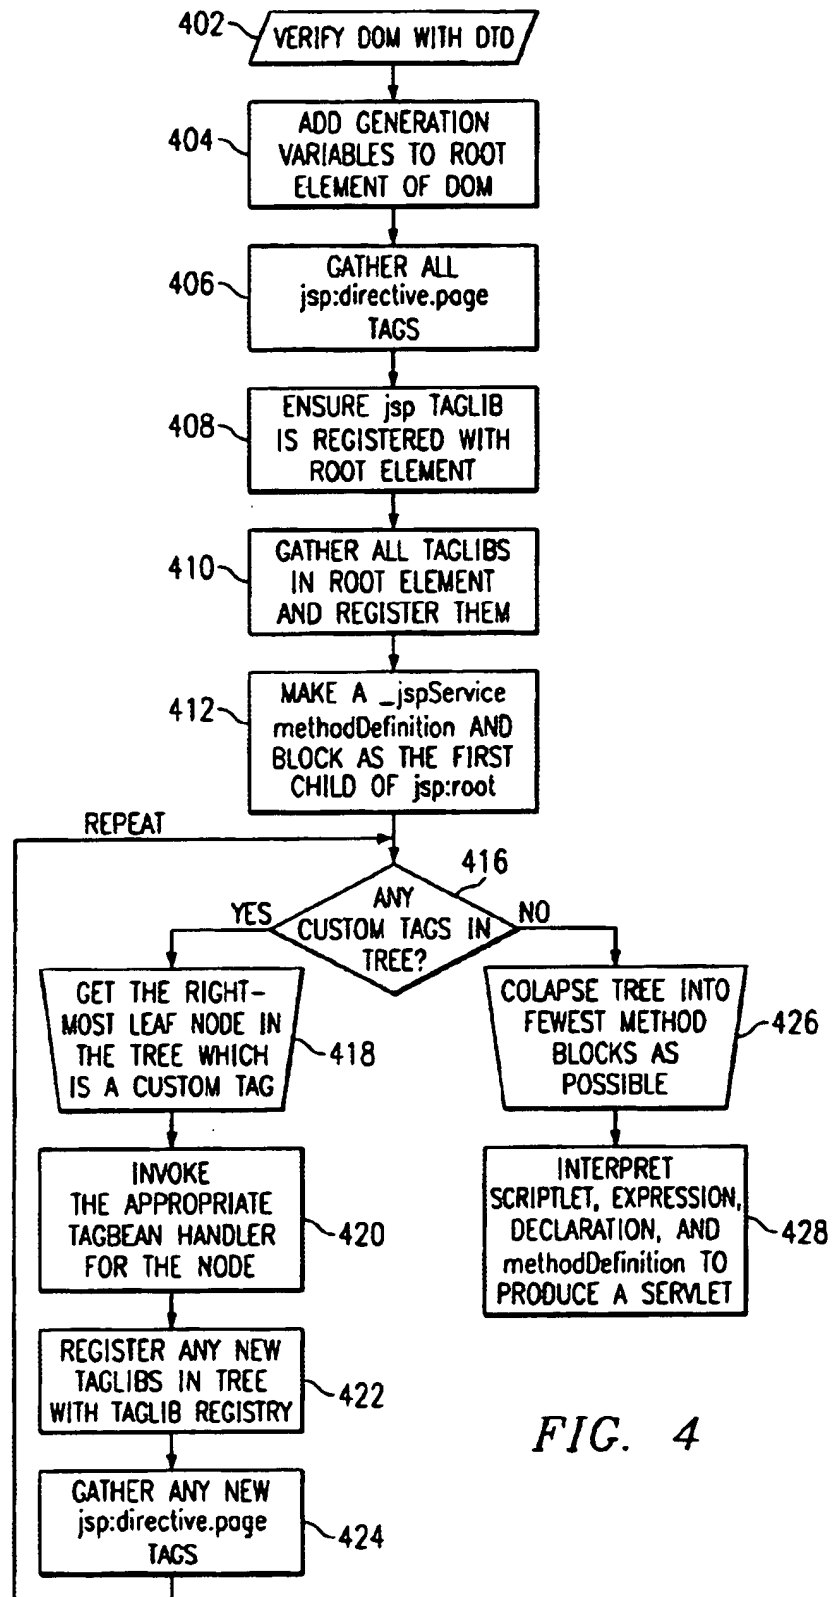 402
VERIFY DOM WITH DTD
404
ADD GENERATION
VARIABLES TO ROOT
ELEMENT OF DOM
406
GATHER ALL
jsp:directive.page
TAGS
408
ENSURE jsp TAGLIB
IS REGISTERED WITH
ROOT ELEMENT
410
GATHER ALL TAGLIBS
IN ROOT ELEMENT
AND REGISTER THEM
412
MAKE A _jspService
methodDefinition AND
BLOCK AS THE FIRST
CHILD OF jsp:root
REPEAT
416
ANY
CUSTOM TAGS IN
TREE?
YES
NO
GET THE RIGHT-
MOST LEAF NODE IN
THE TREE WHICH
IS A CUSTOM TAG
418
INVOKE
THE APPROPRIATE
TAGBEAN HANDLER
FOR THE NODE
420
REGISTER ANY NEW
TAGLIBS IN TREE
WITH TAGLIB REGISTRY
422
GATHER ANY NEW
jsp:directive.page
TAGS
424
COLAPSE TREE INTO
FEWEST METHOD
BLOCKS AS
POSSIBLE
426
INTERPRET
SCRIPTLET, EXPRESSION,
DECLARATION, AND
methodDefinition TO
PRODUCE A SERVLET
428
FIG. 4